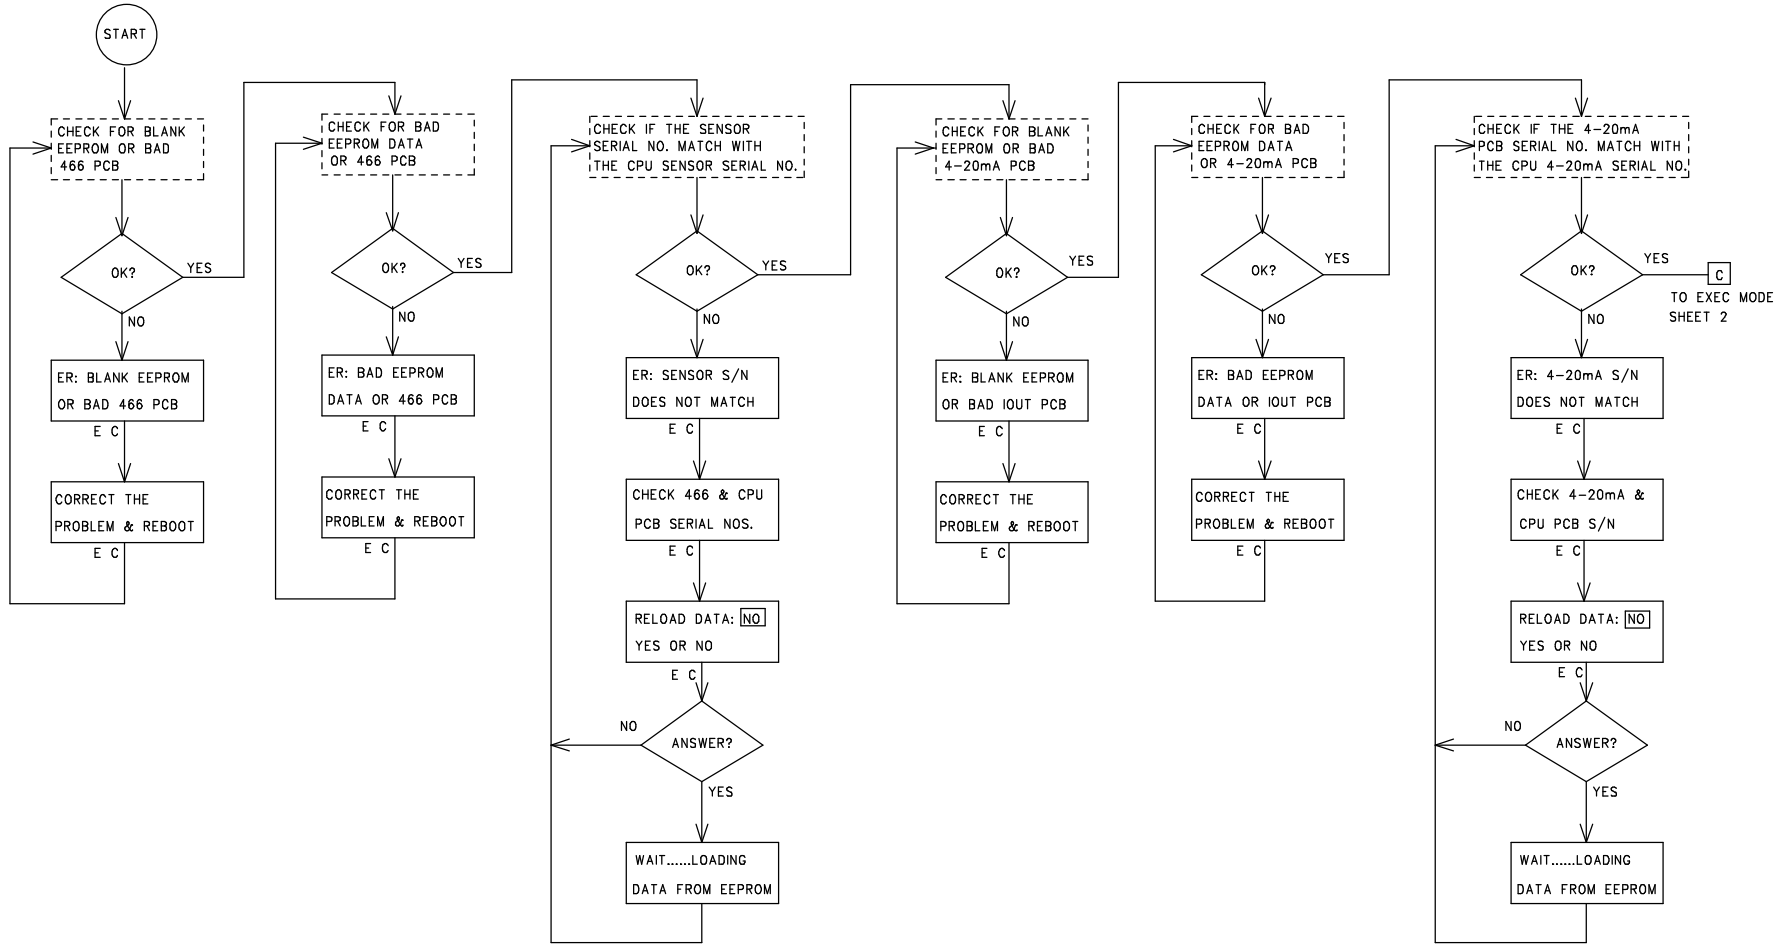 START
CHECK FOR BLANK
EEPROM OR BAD
466 PCB
OK?
YES
NO
ER: BLANK EEPROM
OR BAD 466 PCB
E C
CORRECT THE
PROBLEM & REBOOT
E C
CHECK FOR BAD
EEPROM DATA
OR 466 PCB
OK?
YES
NO
ER: BAD EEPROM
DATA OR 466 PCB
E C
CORRECT THE
PROBLEM & REBOOT
E C
CHECK IF THE SENSOR
SERIAL NO. MATCH WITH
THE CPU SENSOR SERIAL NO.
OK?
YES
NO
ER: SENSOR S/N
DOES NOT MATCH
E C
CHECK 466 & CPU
PCB SERIAL NOS.
E C
RELOAD DATA: NO
YES OR NO
E C
NO
ANSWER?
YES
WAIT......LOADING
DATA FROM EEPROM
CHECK FOR BLANK
EEPROM OR BAD
4-20mA PCB
OK?
YES
NO
ER: BLANK EEPROM
OR BAD IOUT PCB
E C
CORRECT THE
PROBLEM & REBOOT
E C
CHECK FOR BAD
EEPROM DATA
OR 4-20mA PCB
OK?
YES
NO
ER: BAD EEPROM
DATA OR IOUT PCB
E C
CORRECT THE
PROBLEM & REBOOT
E C
CHECK IF THE 4-20mA
PCB SERIAL NO. MATCH WITH
THE CPU 4-20mA SERIAL NO.
OK?
YES
C
TO EXEC MODE
SHEET 2
NO
ER: 4-20mA S/N
DOES NOT MATCH
E C
CHECK 4-20mA &
CPU PCB S/N
E C
RELOAD DATA: NO
YES OR NO
E C
NO
ANSWER?
YES
WAIT......LOADING
DATA FROM EEPROM